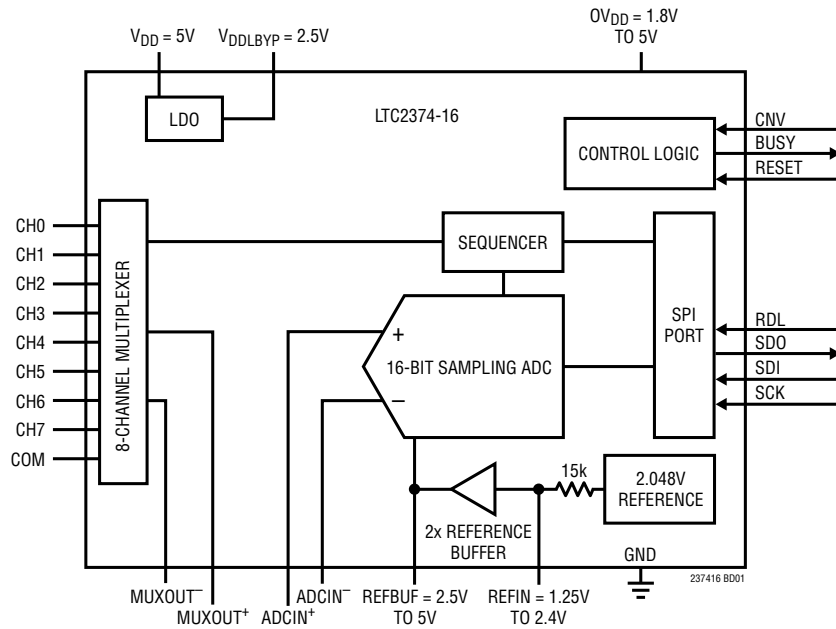 V_DD = 5V
V_DDLBYP = 2.5V
OV_DD = 1.8V
TO 5V
LDO
LTC2374-16
CONTROL LOGIC
CNV
BUSY
RESET
CH0
CH1
CH2
CH3
CH4
CH5
CH6
CH7
COM
8-CHANNEL MULTIPLEXER
SEQUENCER
+
16-BIT SAMPLING ADC
–
SPI
PORT
RDL
SDO
SDI
SCK
15k
2.048V
REFERENCE
2x REFERENCE
BUFFER
GND
237416 BD01
MUXOUT⁻
MUXOUT⁺
ADCIN⁺
ADCIN⁻
REFBUF = 2.5V
TO 5V
REFIN = 1.25V
TO 2.4V